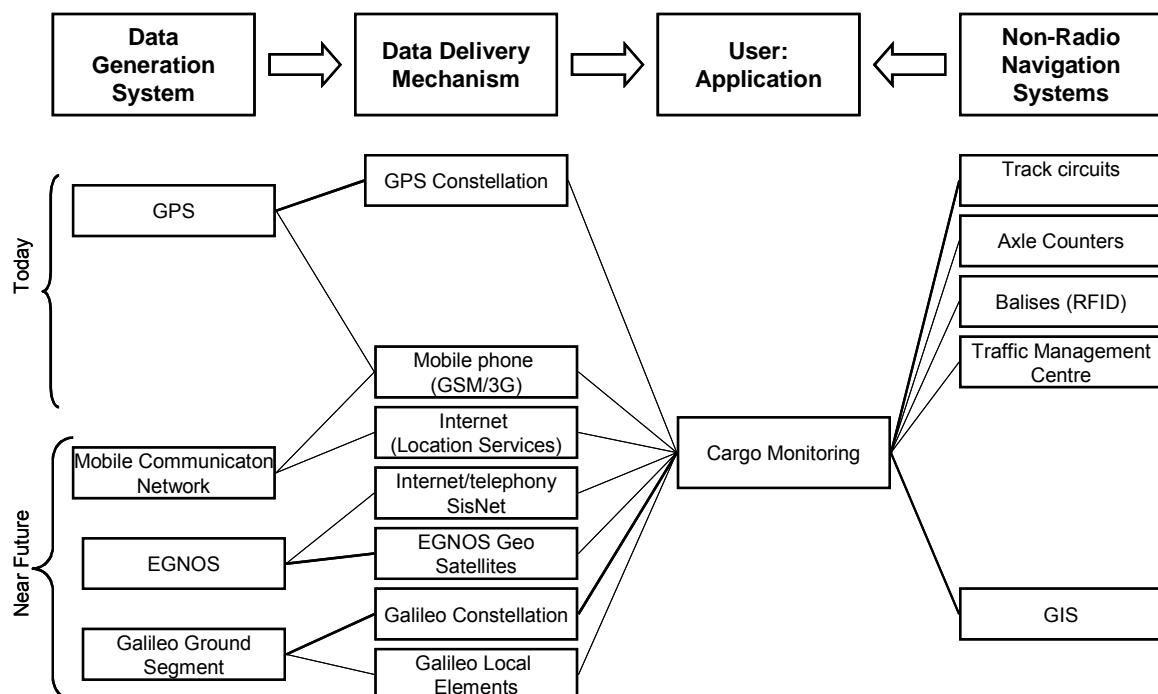 Data
Generation
System
Data Delivery
Mechanism
User:
Application
Non-Radio
Navigation
Systems
Today
Near Future
GPS
Mobile Communicaton
Network
EGNOS
Galileo Ground
Segment
GPS Constellation
Mobile phone
(GSM/3G)
Internet
(Location Services)
Internet/telephony
SisNet
EGNOS Geo
Satellites
Galileo Constellation
Galileo Local
Elements
Cargo Monitoring
Track circuits
Axle Counters
Balises (RFID)
Traffic Management
Centre
GIS